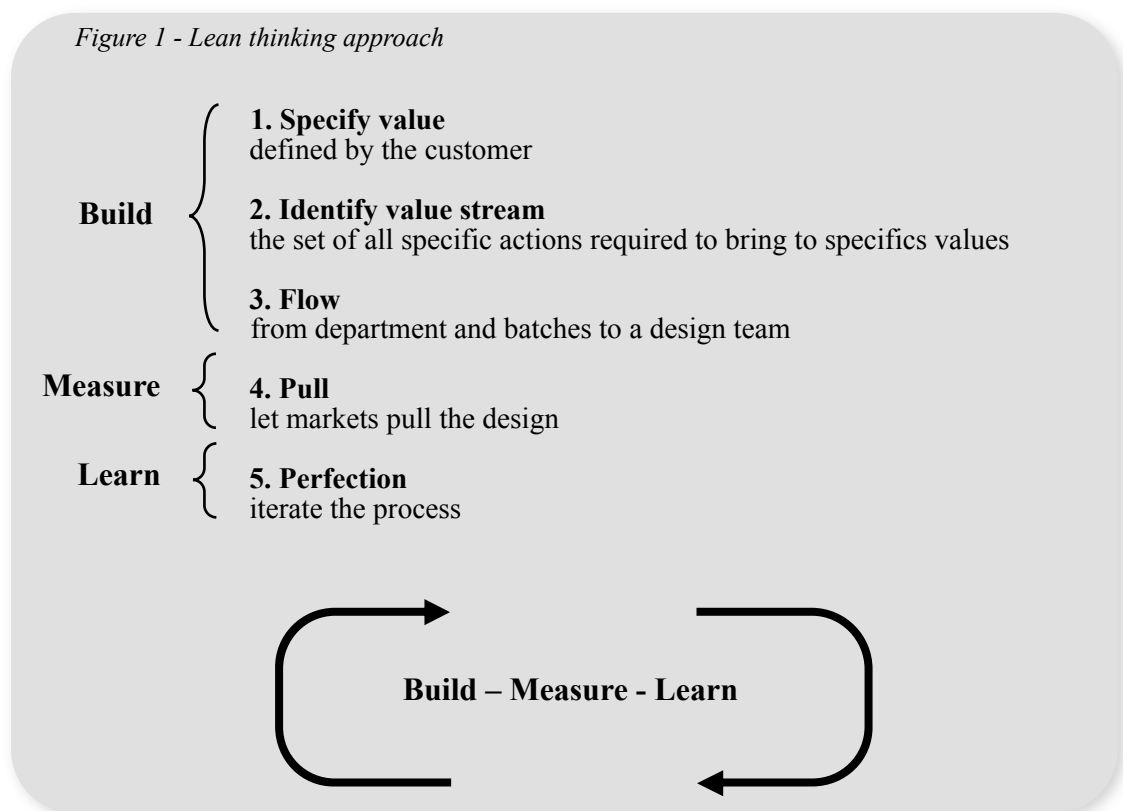 Figure 1 - Lean thinking approach
1. Specify value
defined by the customer
Build
2. Identify value stream
the set of all specific actions required to bring to specifics values
3. Flow
from department and batches to a design team
Measure
4. Pull
let markets pull the design
Learn
5. Perfection
iterate the process
Build – Measure - Learn